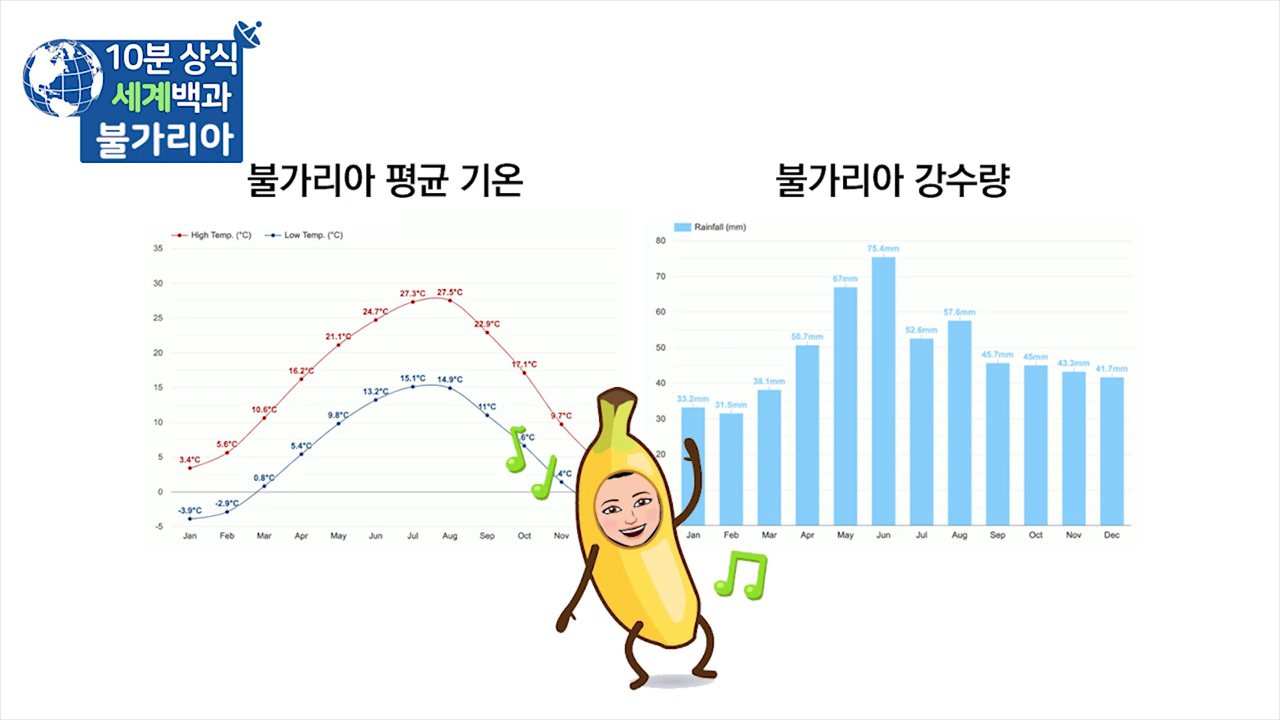 10분 상식
세계백과
불가리아
불가리아 평균 기온
High Temp. (°C) Low Temp. (°C)
35
30
25
20
15
10
5
0
-5
3.4°C 5.6°C 10.6°C 16.2°C 21.1°C 24.7°C 27.3°C 27.5°C 22.9°C 17.1°C 9.7°C
-3.9°C -2.9°C 0.8°C 5.4°C 9.8°C 13.2°C 15.1°C 14.9°C 11°C .6°C .4°C
Jan Feb Mar Apr May Jun Jul Aug Sep Oct Nov
불가리아 강수량
Rainfall (mm)
80
70
60
50
40
30
20
33.2mm 31.5mm 38.1mm 50.7mm 67mm 75.4mm 52.6mm 57.6mm 45.7mm 45mm 43.3mm 41.7mm
Jan Feb Mar Apr May Jun Jul Aug Sep Oct Nov Dec